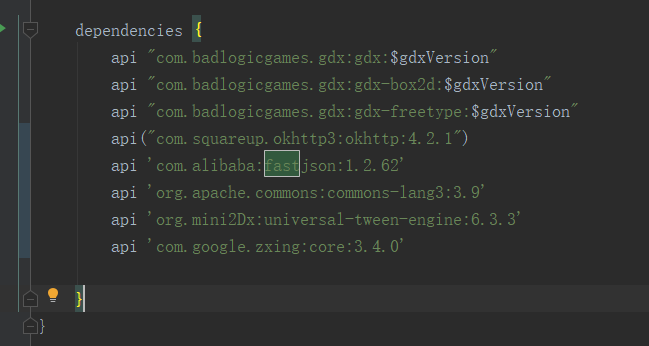 dependencies {
api "com.badlogicgames.gdx:gdx:$gdxVersion"
api "com.badlogicgames.gdx:gdx-box2d:$gdxVersion"
api "com.badlogicgames.gdx:gdx-freetype:$gdxVersion"
api("com.squareup.okhttp3:okhttp:4.2.1")
api 'com.alibaba:fastjson:1.2.62'
api 'org.apache.commons:commons-lang3:3.9'
api 'org.mini2Dx:universal-tween-engine:6.3.3'
api 'com.google.zxing:core:3.4.0'
}
}